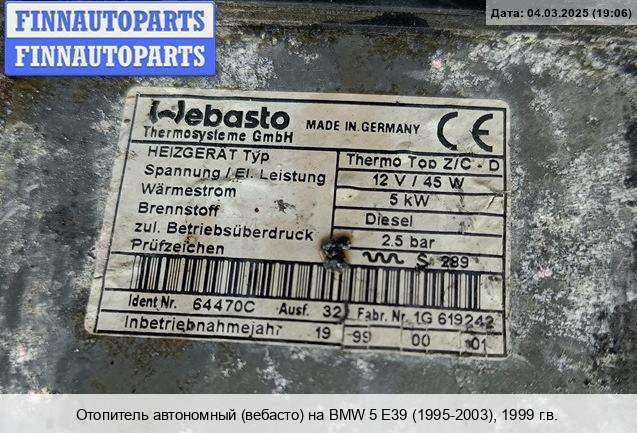 Дата: 04.03.2025 (19:06)
FINNAUTOPARTS
FINNAUTOPARTS
Webasto
Thermosysteme GmbH
MADE IN GERMANY
CE
HEIZGERÄT Typ Thermo Top Z/C - D
Spannung / El. Leistung 12 V / 45 W
Wärmestrom 5 kW
Brennstoff Diesel
zul. Betriebsüberdruck 2.5 bar
Prüfzeichen S 289
Ident Nr. 64470C Ausf. 32 Fabr. Nr. 1G 619242
Inbetriebnahmejahr 19 99 00 01
Отопитель автономный (вебасто) на BMW 5 E39 (1995-2003), 1999 г.в.